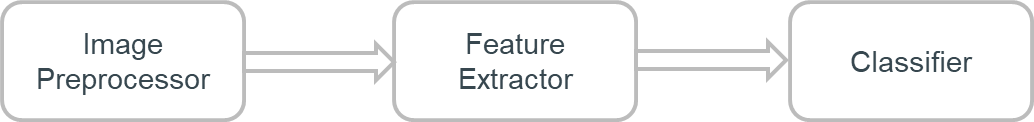 Image
Preprocessor
Feature
Extractor
Classifier